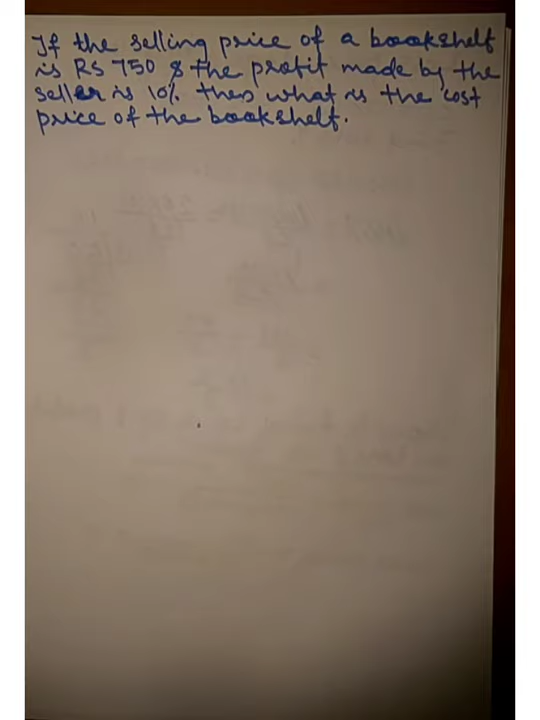 If the selling price of a bookshelf
is RS 750 & the profit made by the
seller is 10% then what is the cost
price of the bookshelf.